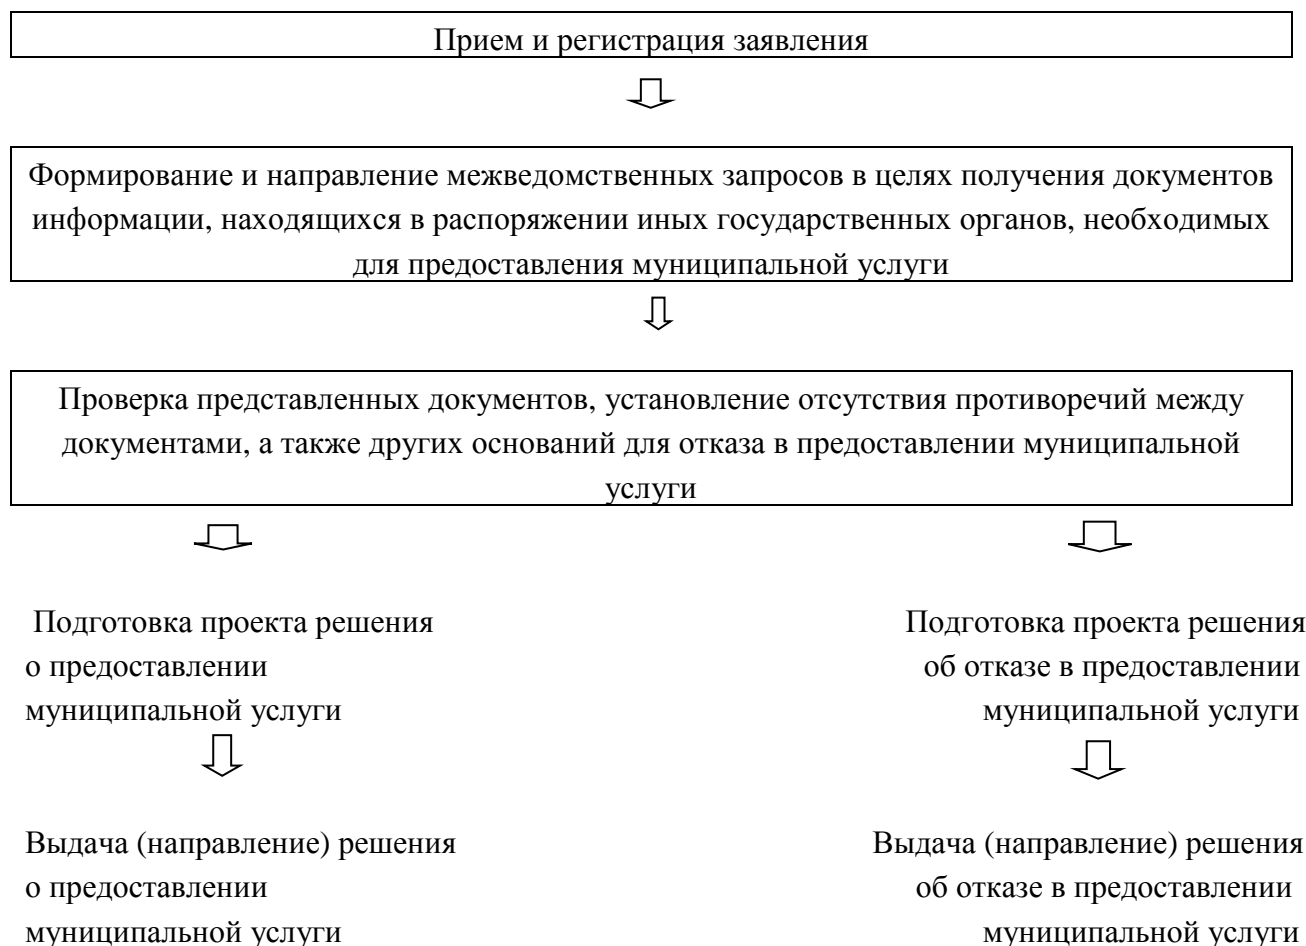 Прием и регистрация заявления
Формирование и направление межведомственных запросов в целях получения документов
информации, находящихся в распоряжении иных государственных органов, необходимых
для предоставления муниципальной услуги
Проверка представленных документов, установление отсутствия противоречий между
документами, а также других оснований для отказа в предоставлении муниципальной
услуги
Подготовка проекта решения
о предоставлении
муниципальной услуги
Подготовка проекта решения
об отказе в предоставлении
муниципальной услуги
Выдача (направление) решения
о предоставлении
муниципальной услуги
Выдача (направление) решения
об отказе в предоставлении
муниципальной услуги